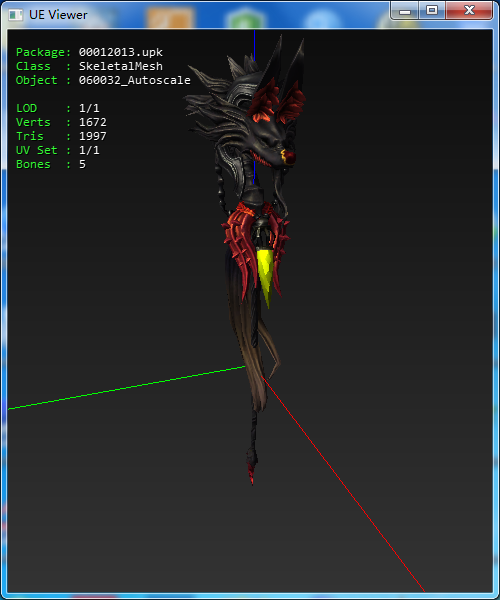 UE Viewer
Package: 00012013.upk
Class : SkeletalMesh
Object : 060032_Autoscale
LOD : 1/1
Verts : 1672
Tris : 1997
UV Set : 1/1
Bones : 5